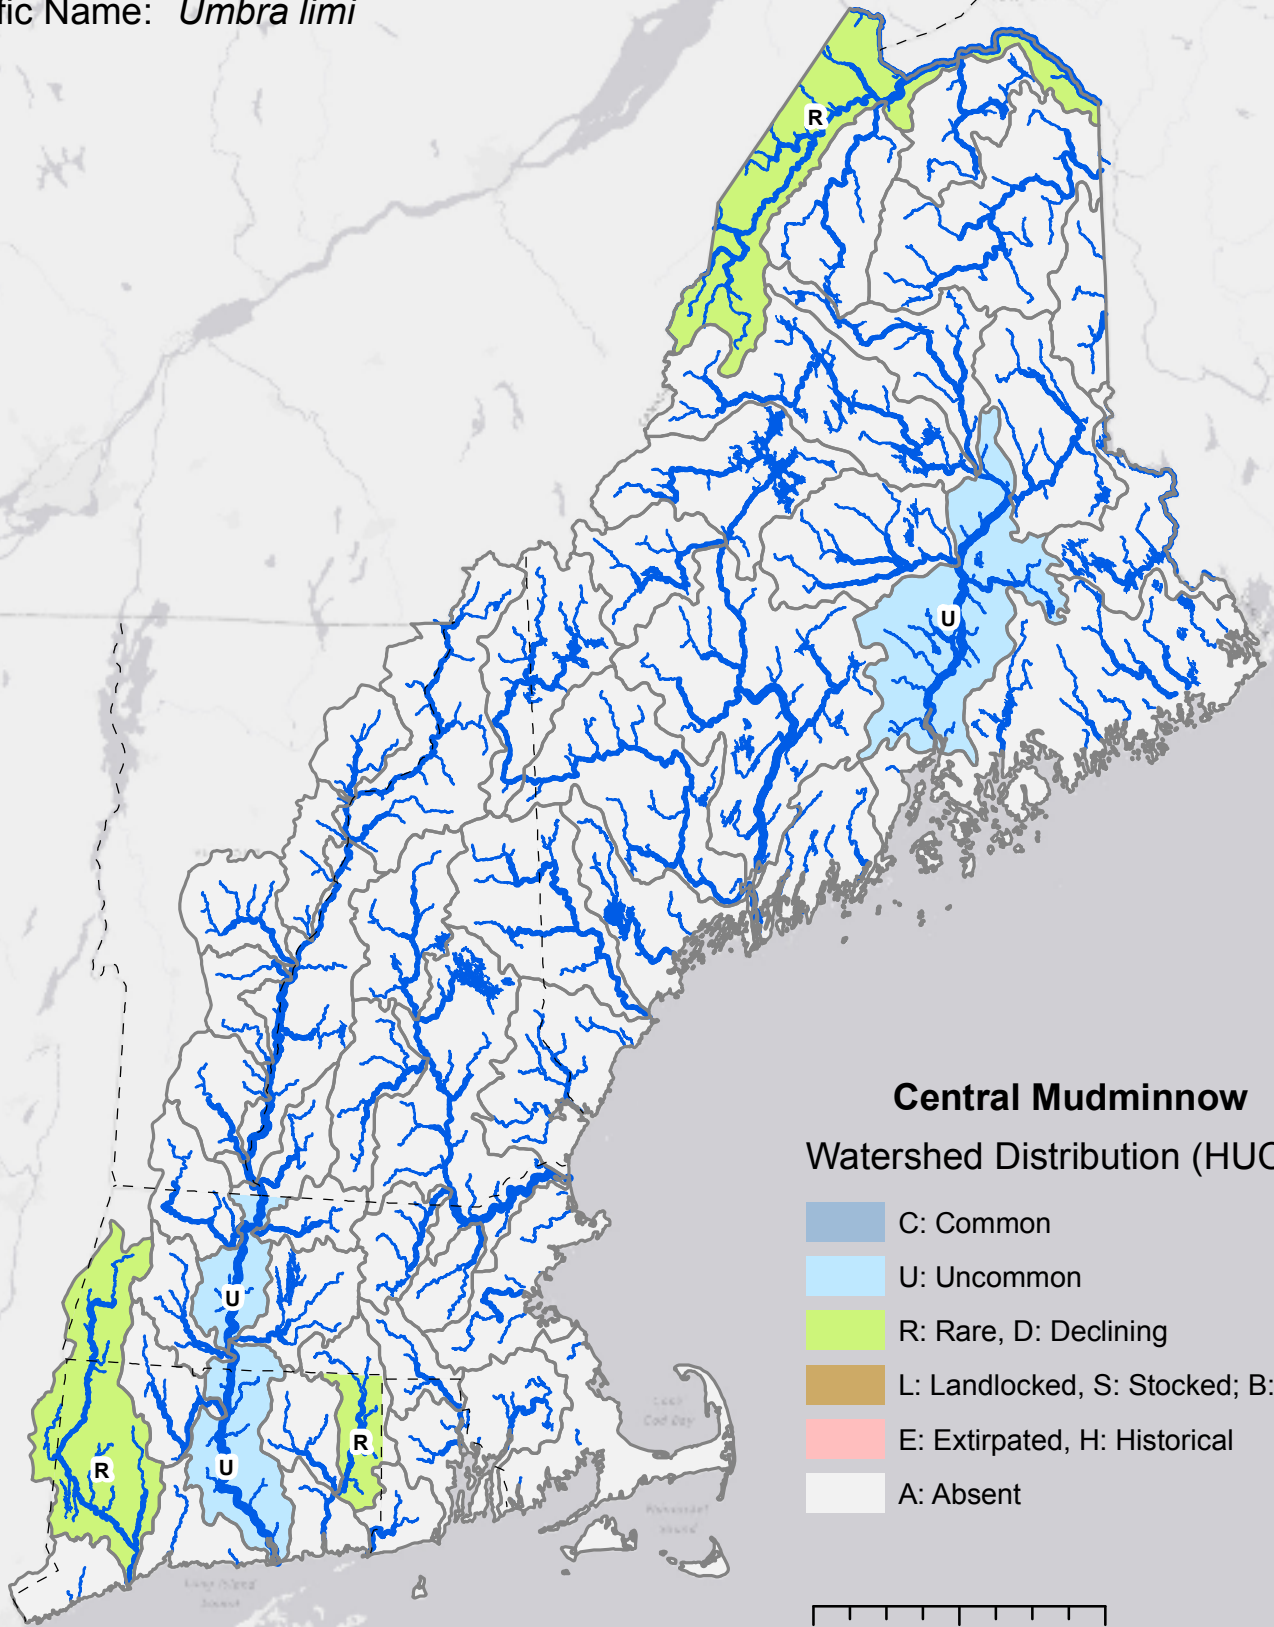 fic Name: Umbra limi
R
U
U
R
U
R
Central Mudminnow
Watershed Distribution (HUC
C: Common
U: Uncommon
R: Rare, D: Declining
L: Landlocked, S: Stocked; B:
E: Extirpated, H: Historical
A: Absent